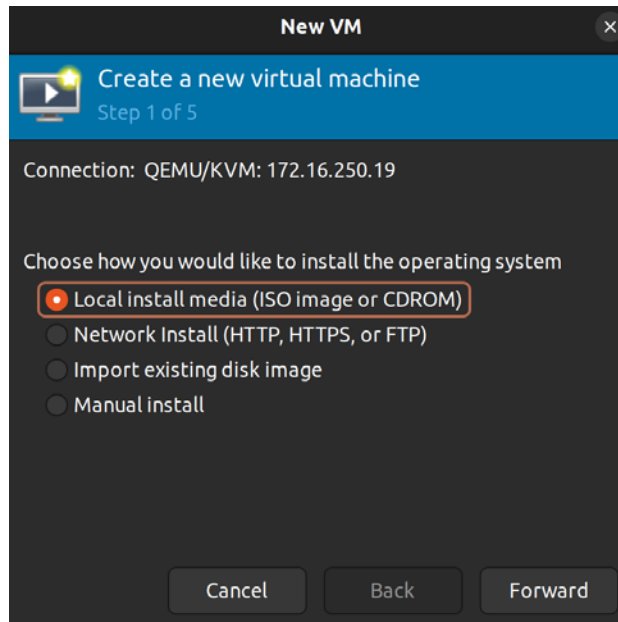 New VM
Create a new virtual machine
Step 1 of 5
Connection: QEMU/KVM: 172.16.250.19
Choose how you would like to install the operating system
Local install media (ISO image or CDROM)
Network Install (HTTP, HTTPS, or FTP)
Import existing disk image
Manual install
Cancel Back Forward